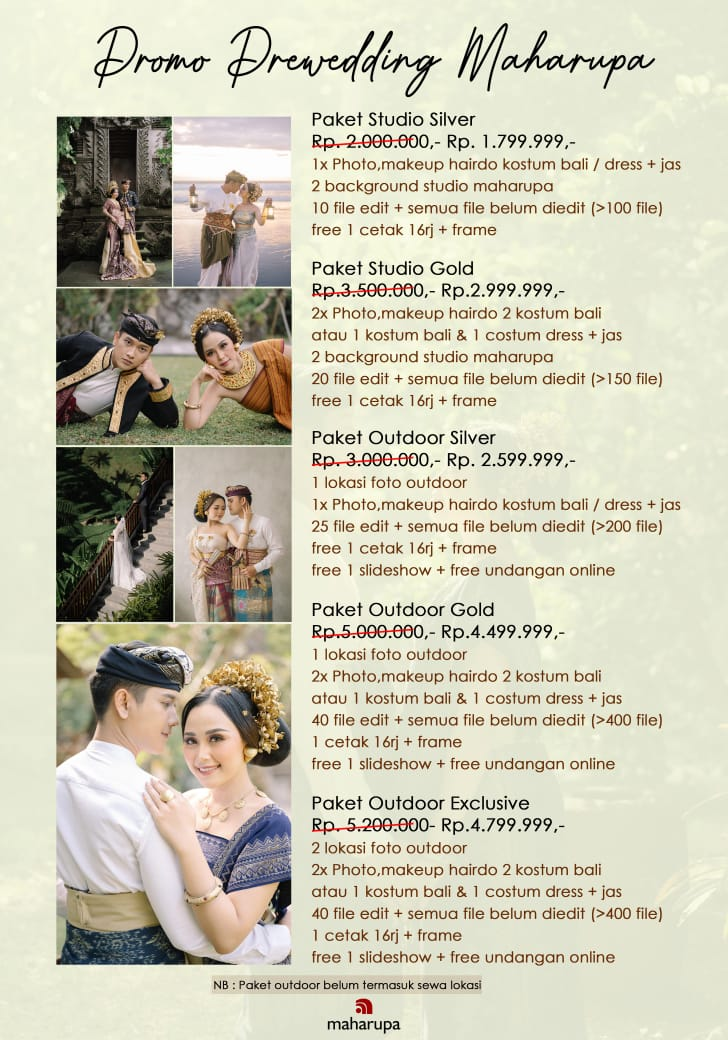 Promo Prewedding Maharupa
Paket Studio Silver
Rp. 2.000.000,- Rp. 1.799.999,-
1x Photo,makeup hairdo kostum bali / dress + jas
2 background studio maharupa
10 file edit + semua file belum diedit (>100 file)
free 1 cetak 16rj + frame
Paket Studio Gold
Rp.3.500.000,- Rp.2.999.999,-
2x Photo,makeup hairdo 2 kostum bali
atau 1 kostum bali & 1 costum dress + jas
2 background studio maharupa
20 file edit + semua file belum diedit (>150 file)
free 1 cetak 16rj + frame
Paket Outdoor Silver
Rp. 3.000.000,- Rp. 2.599.999,-
1 lokasi foto outdoor
1x Photo,makeup hairdo kostum bali / dress + jas
25 file edit + semua file belum diedit (>200 file)
free 1 cetak 16rj + frame
free 1 slideshow + free undangan online
Paket Outdoor Gold
Rp.5.000.000,- Rp.4.499.999,-
1 lokasi foto outdoor
2x Photo,makeup hairdo 2 kostum bali
atau 1 kostum bali & 1 costum dress + jas
40 file edit + semua file belum diedit (>400 file)
1 cetak 16rj + frame
free 1 slideshow + free undangan online
Paket Outdoor Exclusive
Rp. 5.200.000- Rp.4.799.999,-
2 lokasi foto outdoor
2x Photo,makeup hairdo 2 kostum bali
atau 1 kostum bali & 1 costum dress + jas
40 file edit + semua file belum diedit (>400 file)
1 cetak 16rj + frame
free 1 slideshow + free undangan online
NB : Paket outdoor belum termasuk sewa lokasi
maharupa